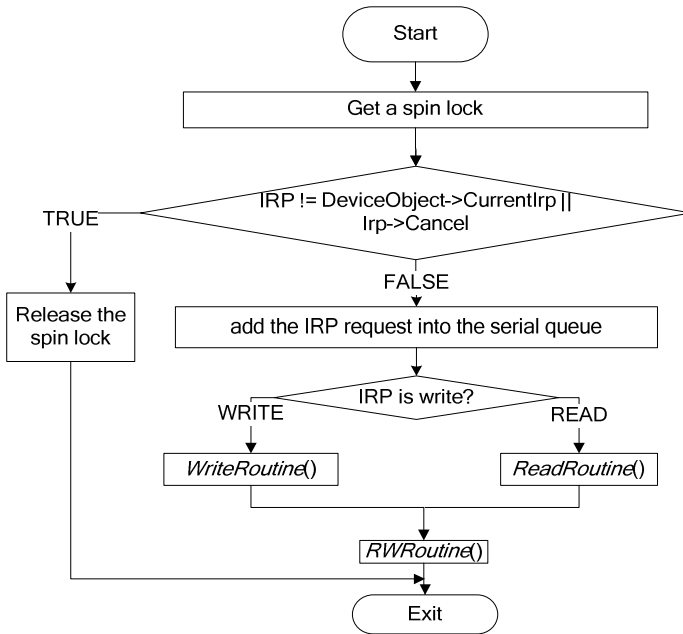 Start
Get a spin lock
IRP != DeviceObject->CurrentIrp ||
Irp->Cancel
TRUE
FALSE
Release the
spin lock
add the IRP request into the serial queue
IRP is write?
WRITE
READ
WriteRoutine()
ReadRoutine()
RWRoutine()
Exit